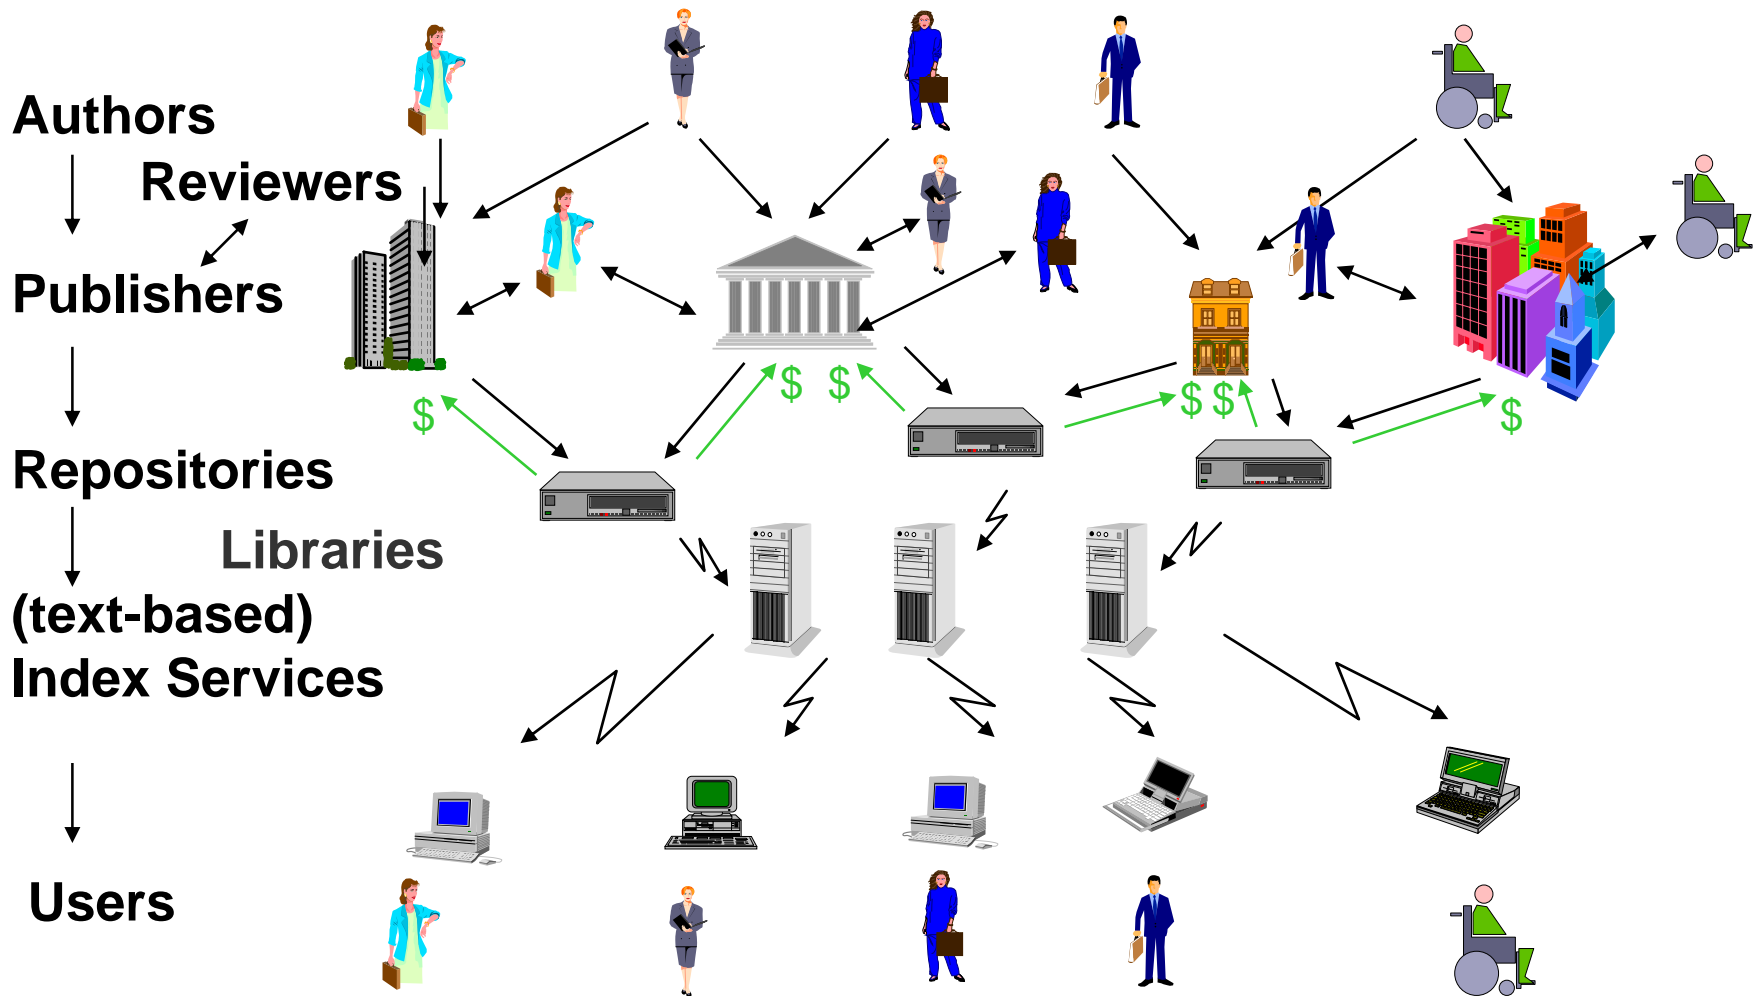 Authors
Reviewers
Publishers
$ $
$ $
$
$
Repositories
Libraries
(text-based)
Index Services
Users